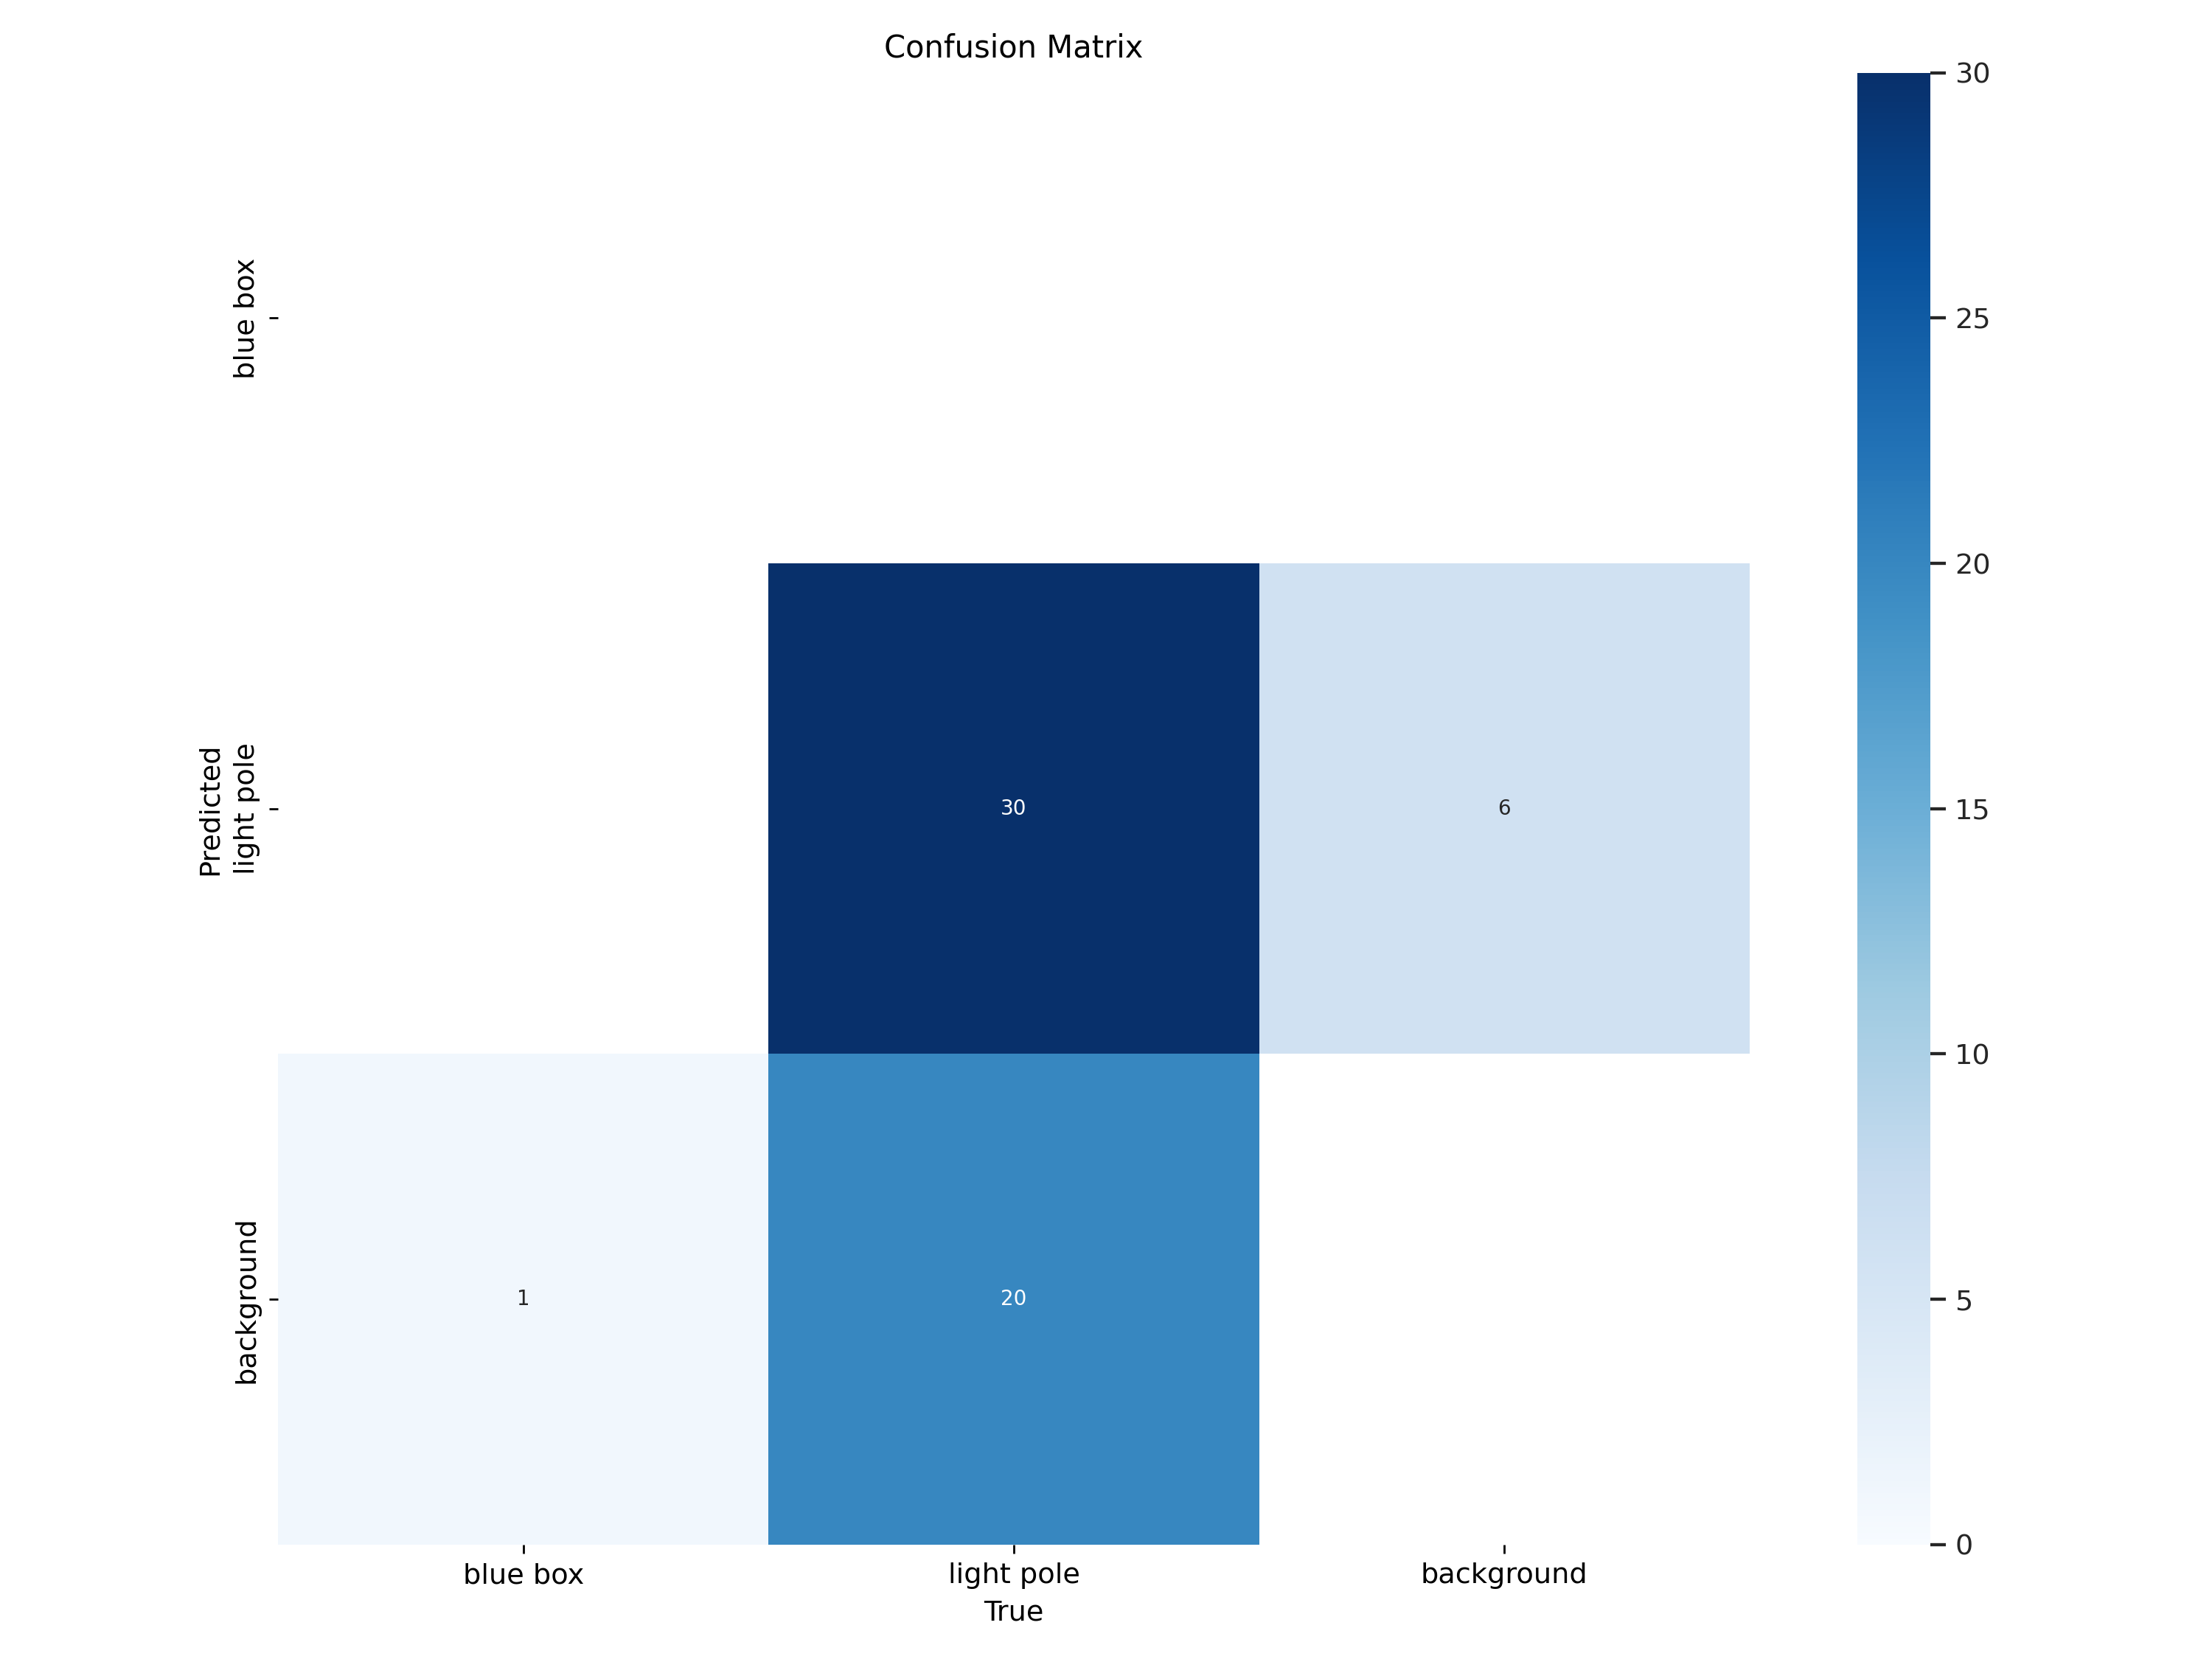 Confusion Matrix
blue box
Predicted
light pole
background
30
6
1
20
blue box
light pole
background
True
30
25
20
15
10
5
0